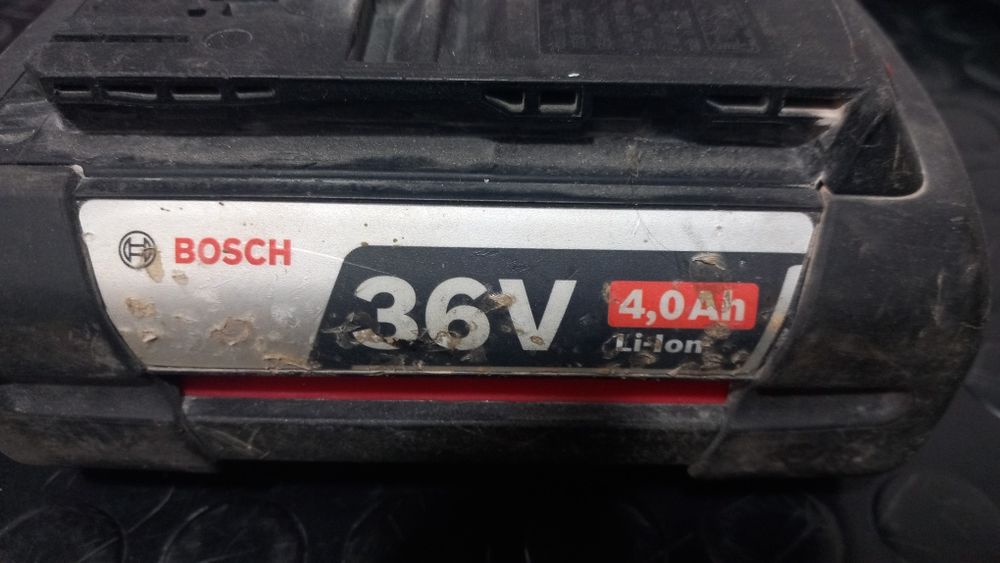 BOSCH
36V
4,0Ah
Li-Ion